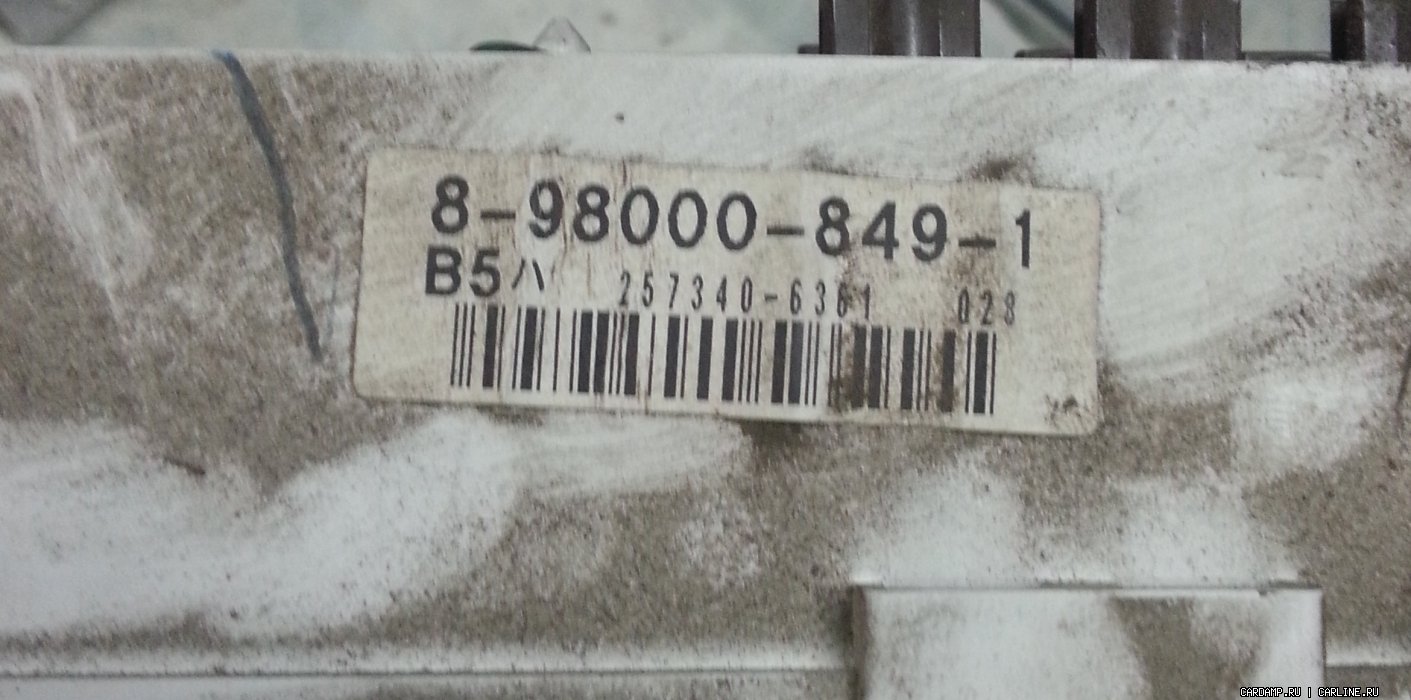 8-98000-849-1
B5ハ 257340-6361 028
CARDAMP.RU | CARLINE.RU